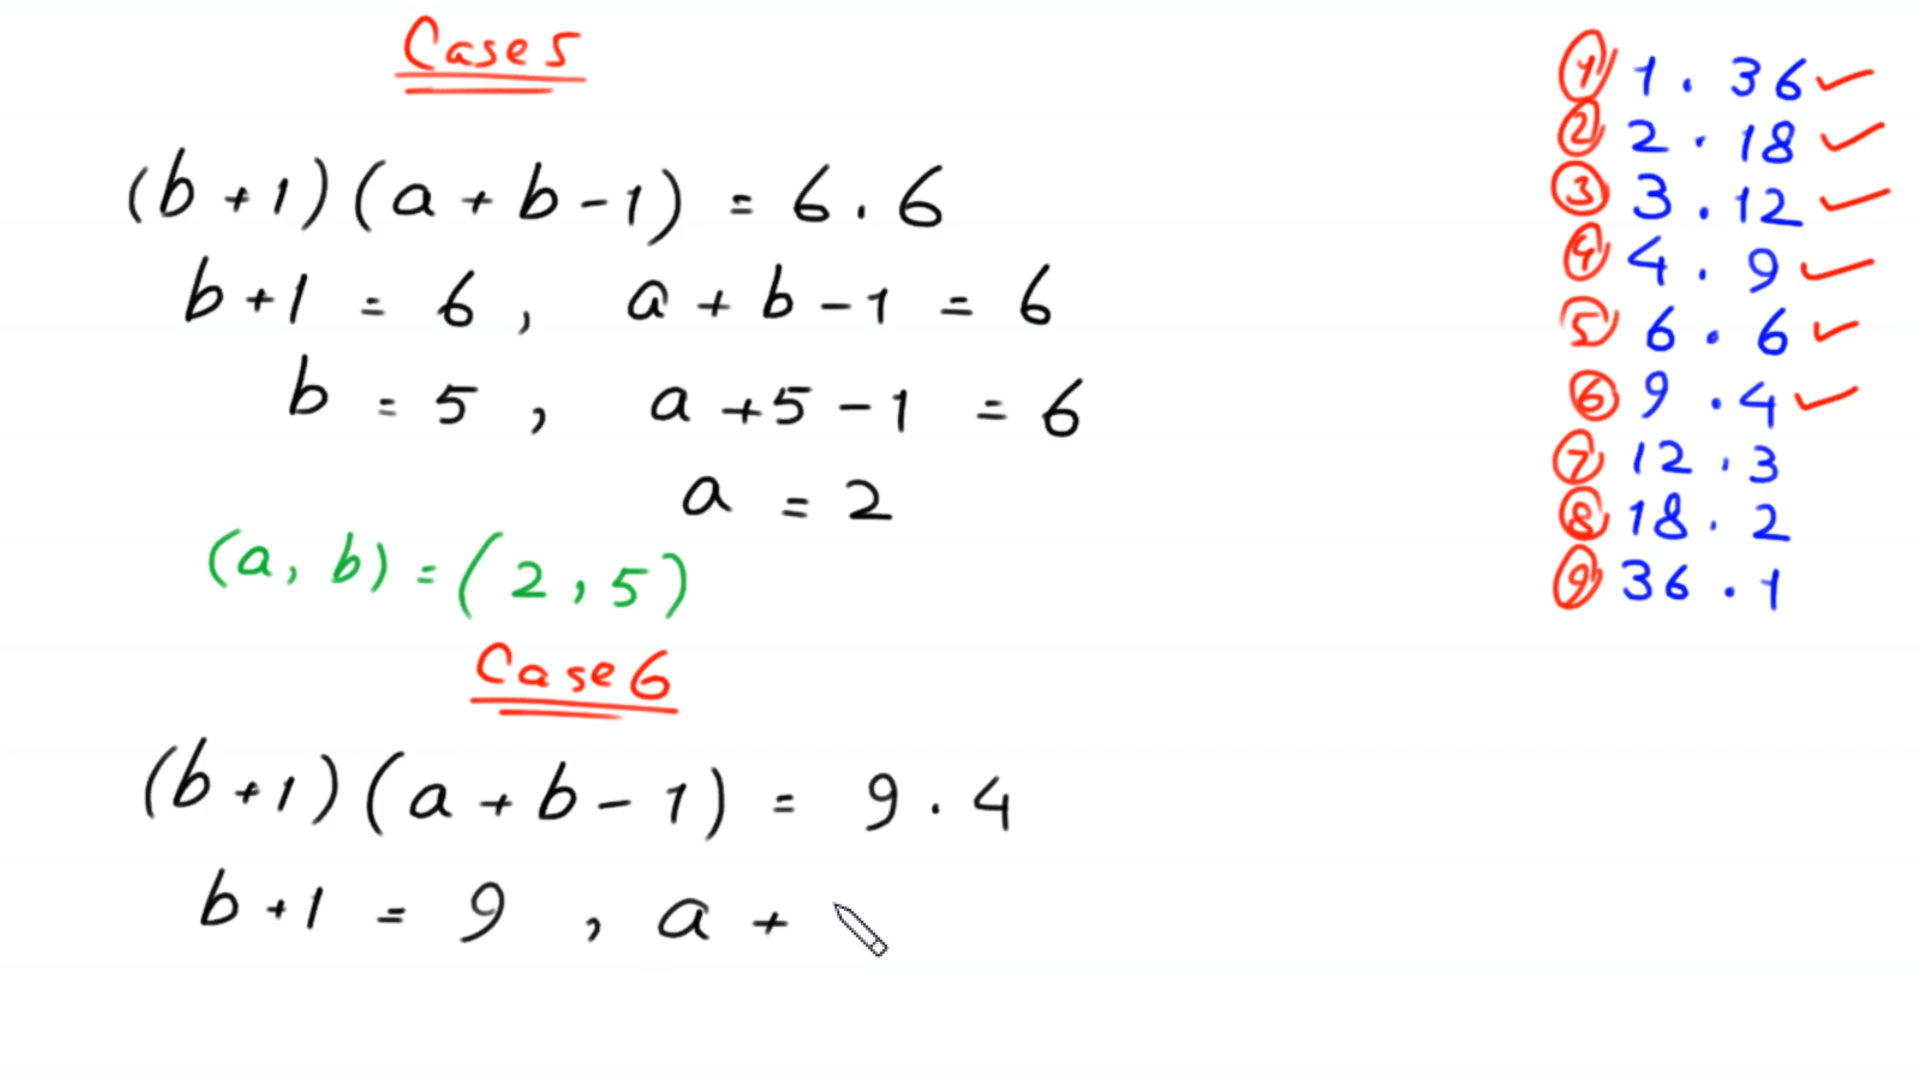 Case 5
(b + 1)(a + b - 1) = 6 . 6
b + 1 = 6 , a + b - 1 = 6
b = 5 , a + 5 - 1 = 6
a = 2
(a, b) = (2, 5)
Case 6
(b + 1)(a + b - 1) = 9 . 4
b + 1 = 9 , a +
① 1 . 36 ✓
② 2 . 18 ✓
③ 3 . 12 ✓
④ 4 . 9 ✓
⑤ 6 . 6 ✓
⑥ 9 . 4 ✓
⑦ 12 . 3
⑧ 18 . 2
⑨ 36 . 1